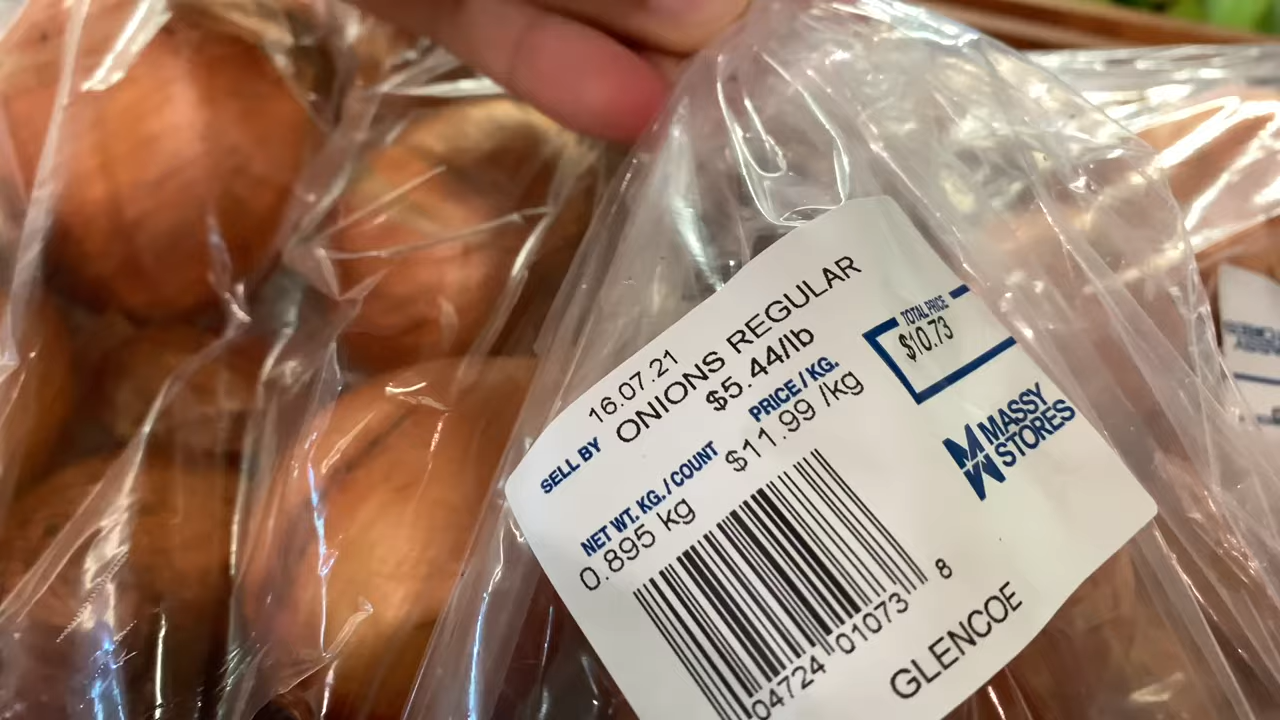 16.07.21
SELL BY
ONIONS REGULAR
$5.44/lb
NET WT. KG. / COUNT
PRICE / KG.
0.895 kg
$11.99 /kg
TOTAL PRICE
$10.73
MASSY
STORES
04724 01073 8
GLENCOE